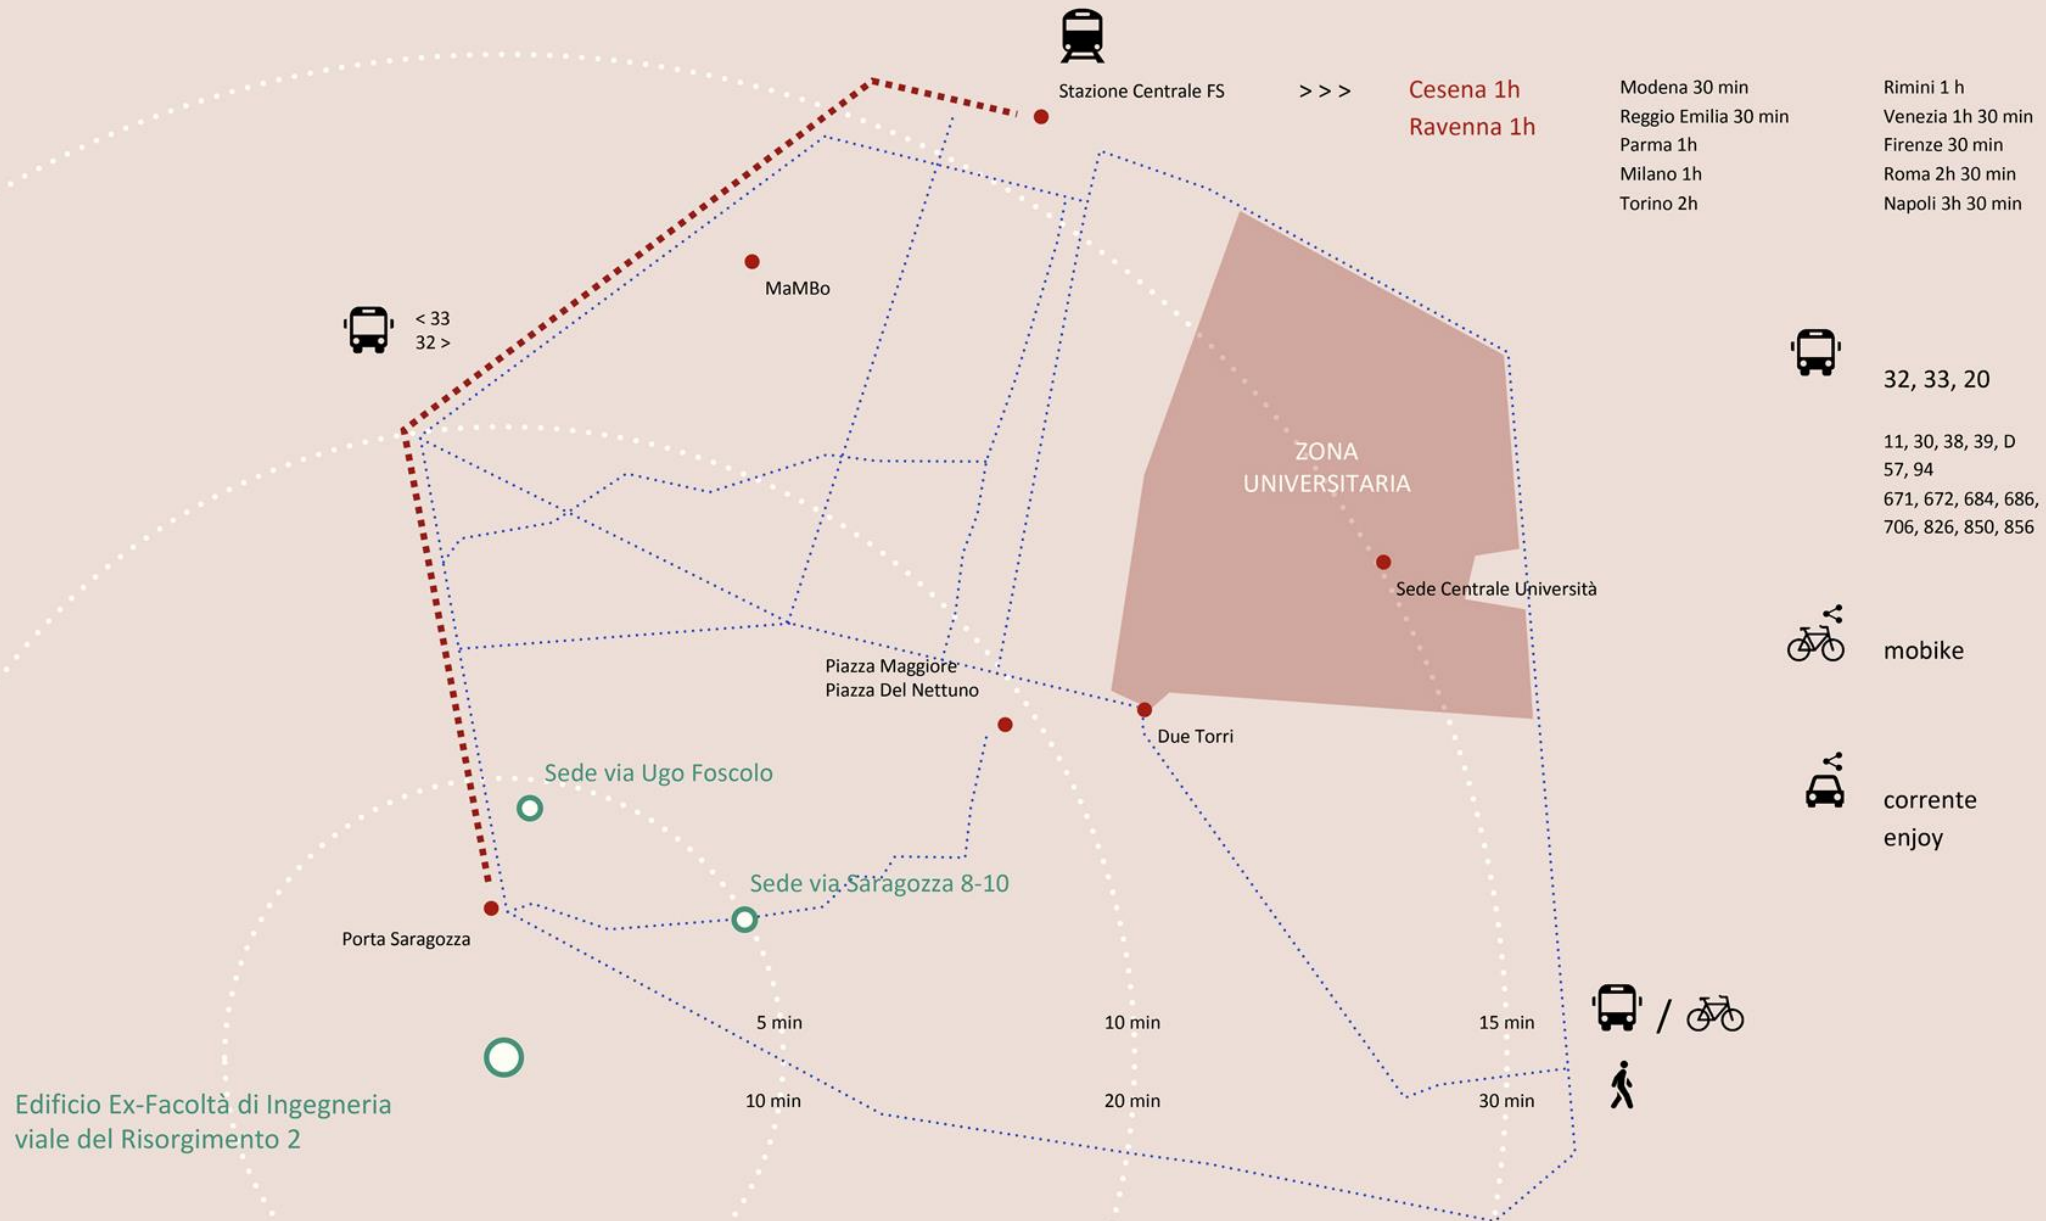 Stazione Centrale FS
> > >
Cesena 1h
Ravenna 1h
Modena 30 min
Reggio Emilia 30 min
Parma 1h
Milano 1h
Torino 2h
Rimini 1 h
Venezia 1h 30 min
Firenze 30 min
Roma 2h 30 min
Napoli 3h 30 min
MaMBo
< 33
32 >
32, 33, 20
11, 30, 38, 39, D
57, 94
671, 672, 684, 686,
706, 826, 850, 856
ZONA
UNIVERSITARIA
Sede Centrale Università
mobike
Piazza Maggiore
Piazza Del Nettuno
Due Torri
Sede via Ugo Foscolo
corrente
enjoy
Sede via Saragozza 8-10
Porta Saragozza
5 min
10 min
15 min
/
10 min
20 min
30 min
Edificio Ex-Facoltà di Ingegneria
viale del Risorgimento 2